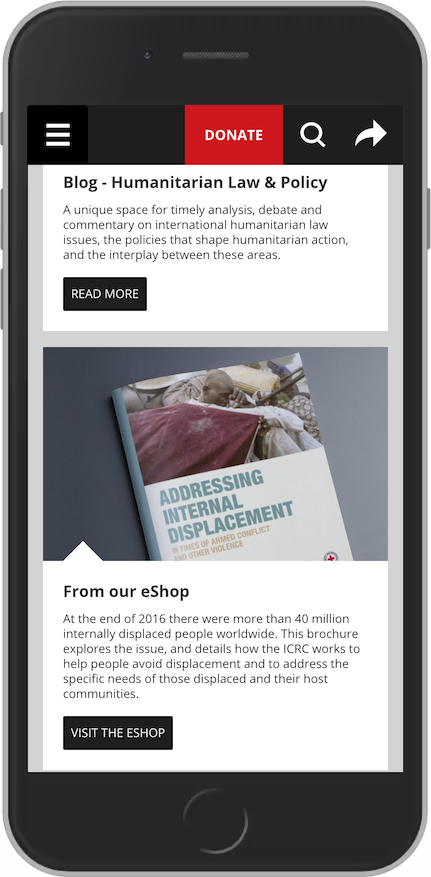 DONATE
Blog - Humanitarian Law & Policy
A unique space for timely analysis, debate and
commentary on international humanitarian law
issues, the policies that shape humanitarian action,
and the interplay between these areas.
READ MORE
ADDRESSING
INTERNAL
DISPLACEMENT
IN TIMES OF ARMED CONFLICT
AND OTHER VIOLENCE
From our eShop
At the end of 2016 there were more than 40 million
internally displaced people worldwide. This brochure
explores the issue, and details how the ICRC works to
help people avoid displacement and to address the
specific needs of those displaced and their host
communities.
VISIT THE ESHOP